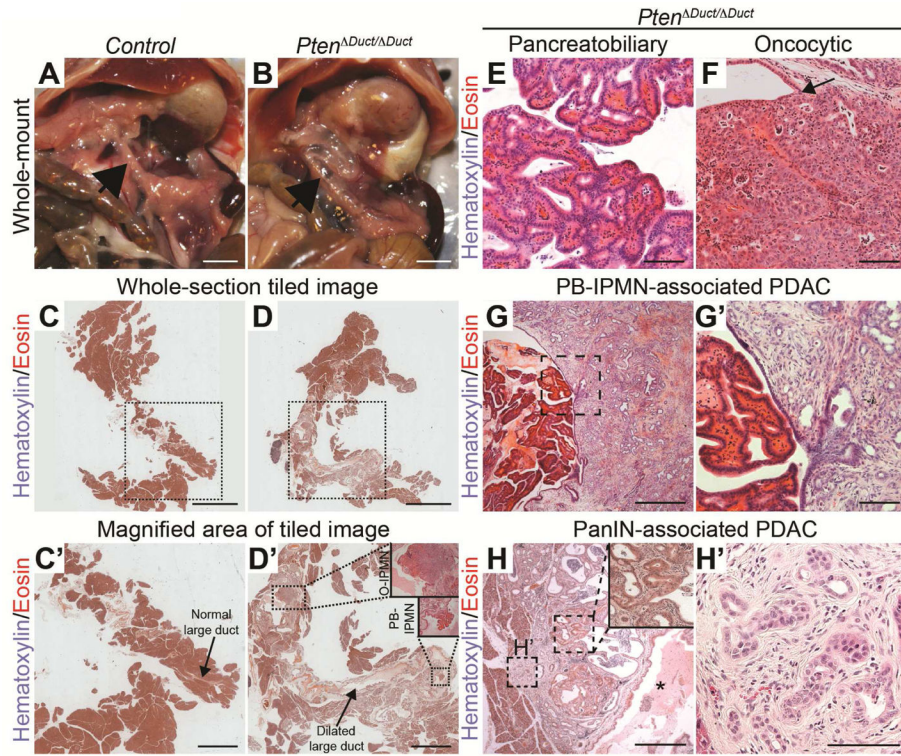 Control
Pten^ΔDuct/ΔDuct
Pten^ΔDuct/ΔDuct
Pancreatobiliary
Oncocytic
Whole-mount
A
B
Hematoxylin/Eosin
E
F
Whole-section tiled image
Hematoxylin/Eosin
C
D
PB-IPMN-associated PDAC
Hematoxylin/Eosin
G
G'
Magnified area of tiled image
Hematoxylin/Eosin
C'
Normal
large duct
D'
O-IPMN
PB-
IPMN
Dilated
large duct
PanIN-associated PDAC
Hematoxylin/Eosin
H
H'
*
H'